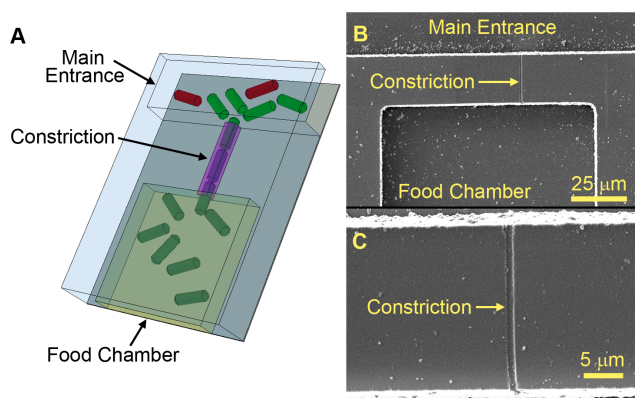 A
Main
Entrance
Constriction
Food Chamber
B
Main Entrance
Constriction
Food Chamber
25 μm
C
Constriction
5 μm